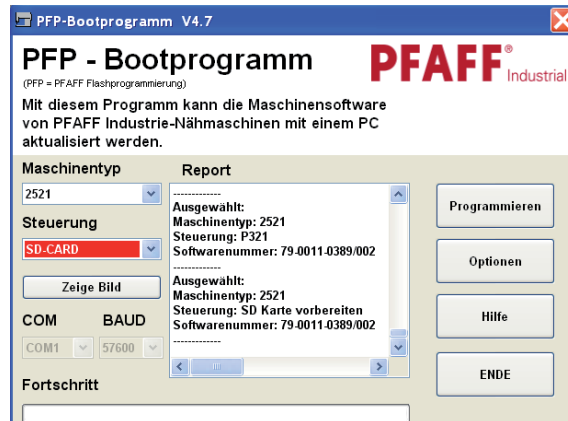 PFP-Bootprogramm V4.7
PFP - Bootprogramm
(PFP = PFAFF Flashprogrammierung)
PFAFF® Industrial
Mit diesem Programm kann die Maschinensoftware
von PFAFF Industrie-Nähmaschinen mit einem PC
aktualisiert werden.
Maschinentyp
2521
Steuerung
SD-CARD
Zeige Bild
COM BAUD
COM1 57600
Report
-------------
Ausgewählt:
Maschinentyp: 2521
Steuerung: P321
Softwarenummer: 79-0011-0389/002
-------------
Ausgewählt:
Maschinentyp: 2521
Steuerung: SD Karte vorbereiten
Softwarenummer: 79-0011-0389/002
-------------
Programmieren
Optionen
Hilfe
ENDE
Fortschritt